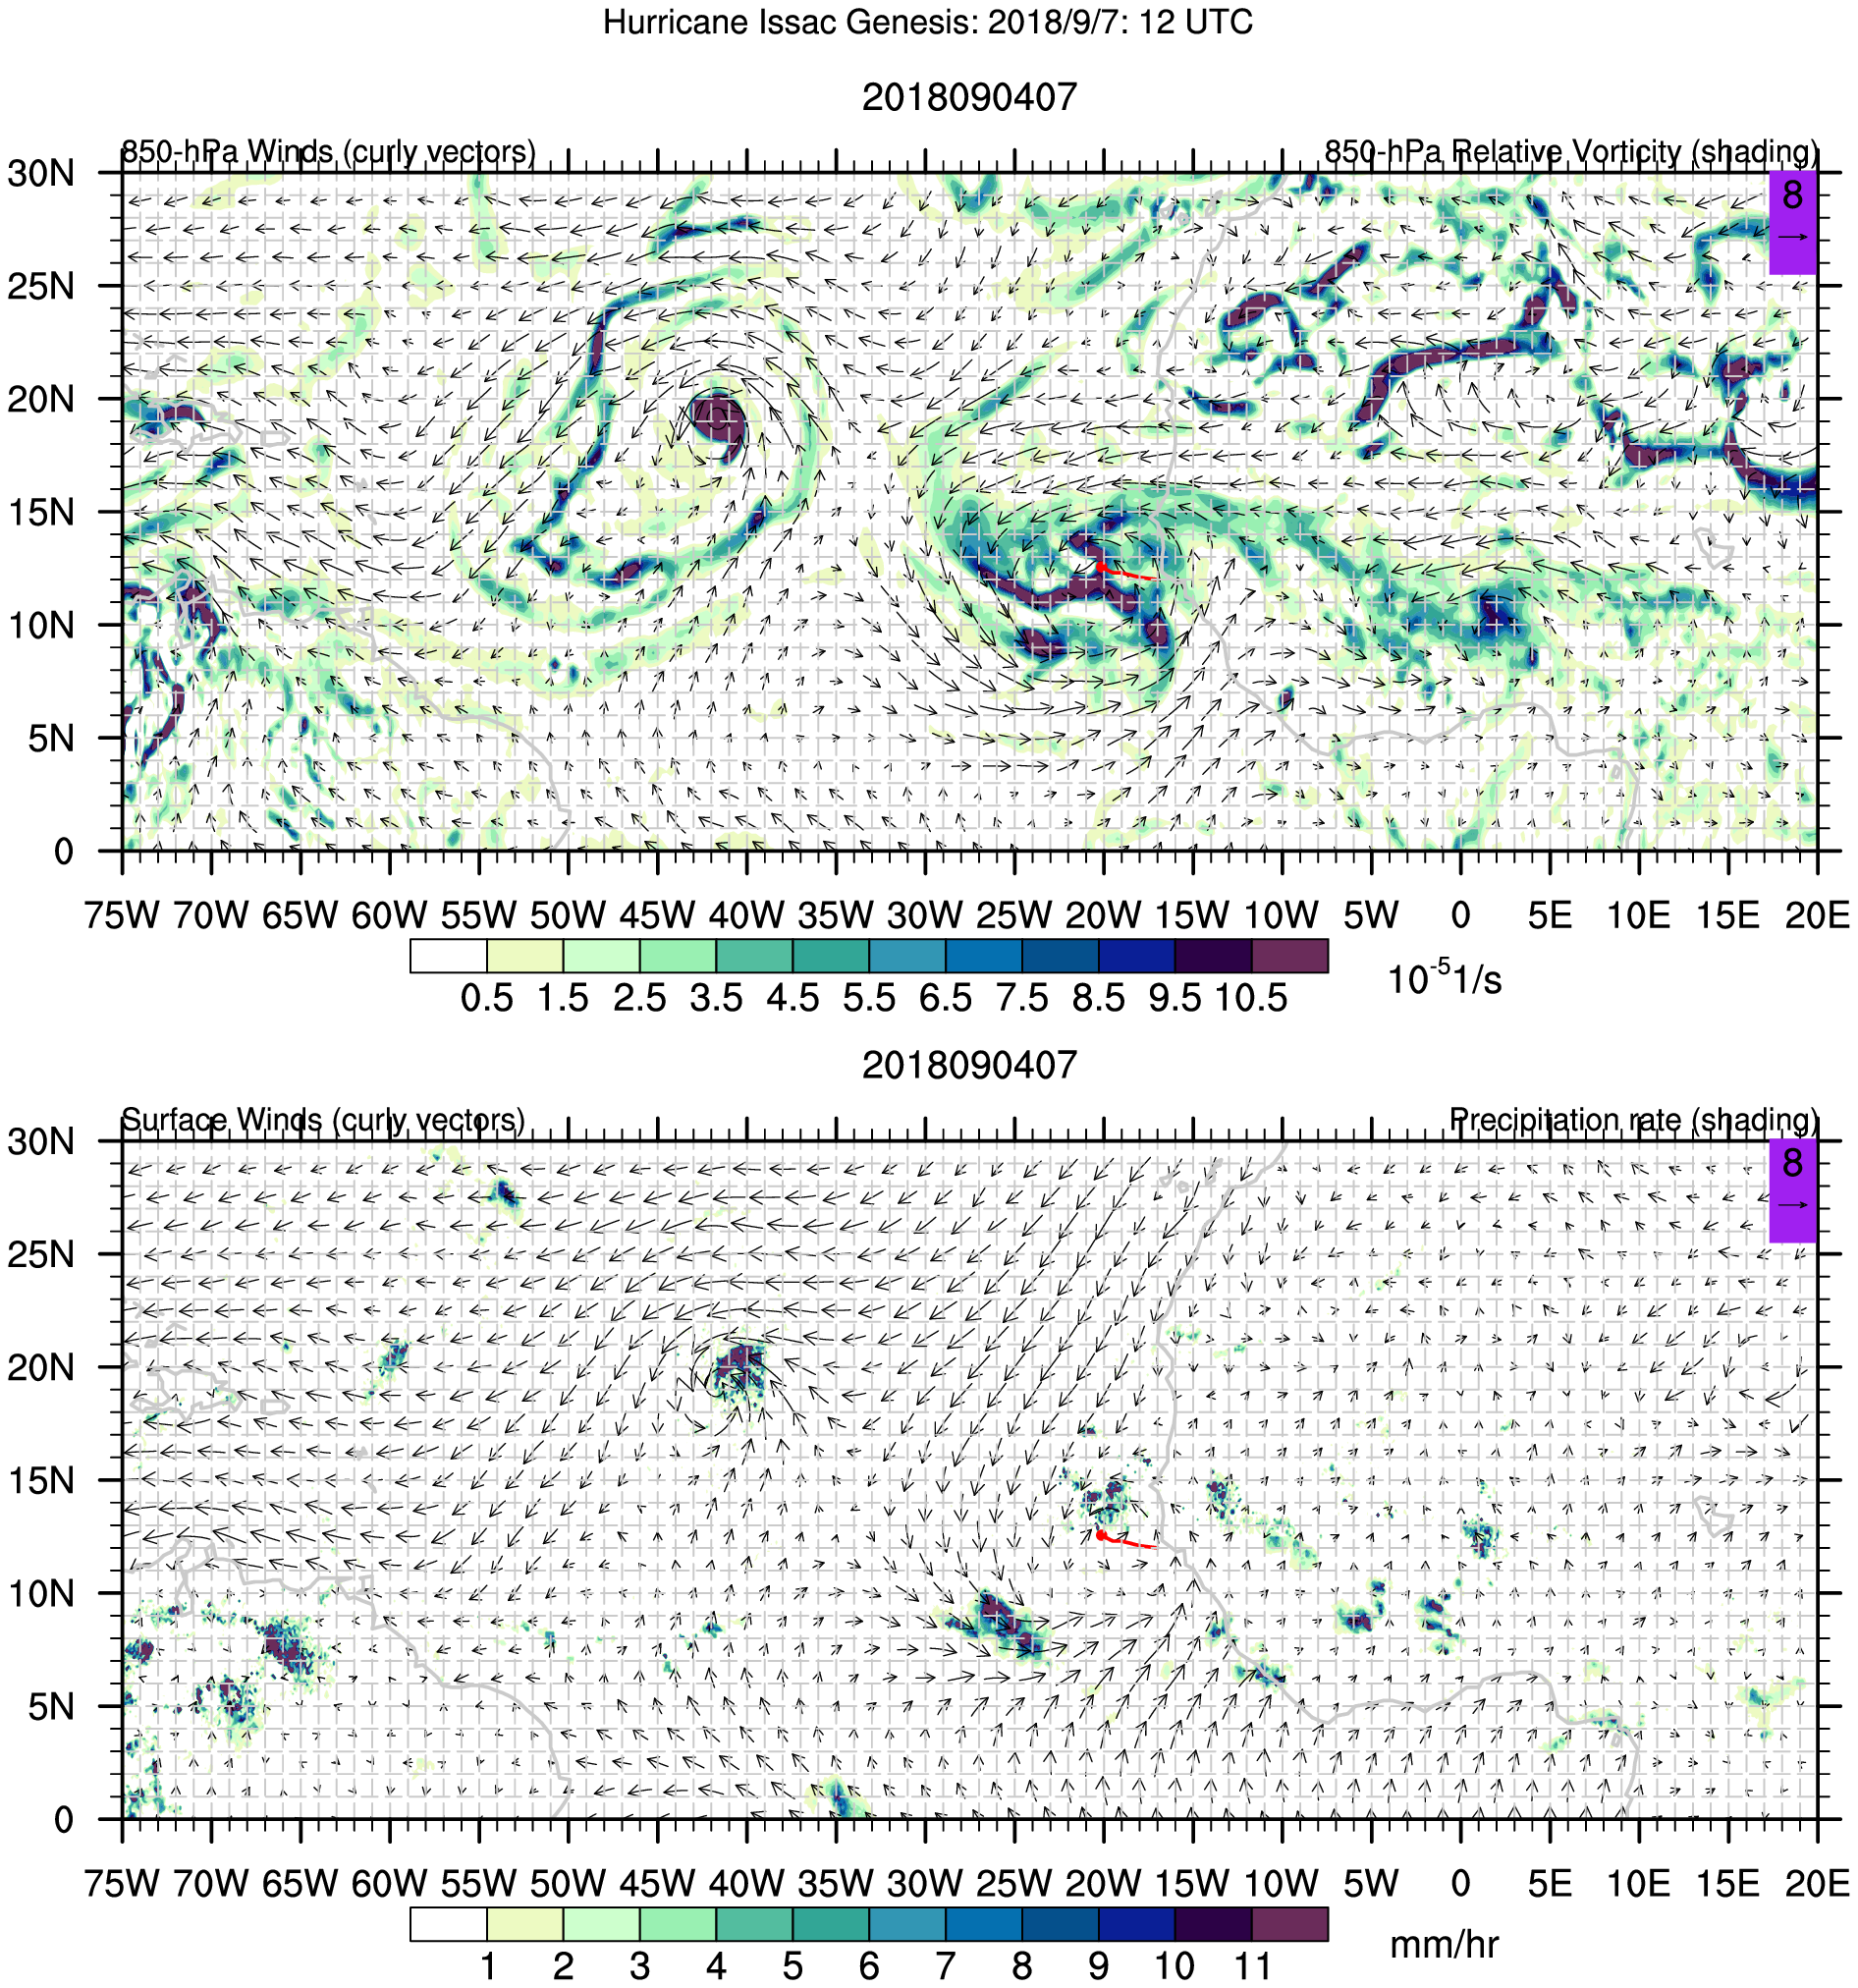 Hurricane Issac Genesis: 2018/9/7: 12 UTC
2018090407
850-hPa Winds (curly vectors) 850-hPa Relative Vorticity (shading)
30N
8
25N
20N
15N
10N
5N
0
75W 70W 65W 60W 55W 50W 45W 40W 35W 30W 25W 20W 15W 10W 5W 0 5E 10E 15E 20E
0.5 1.5 2.5 3.5 4.5 5.5 6.5 7.5 8.5 9.5 10.5
10⁻⁵1/s
2018090407
Surface Winds (curly vectors) Precipitation rate (shading)
30N
8
25N
20N
15N
10N
5N
0
75W 70W 65W 60W 55W 50W 45W 40W 35W 30W 25W 20W 15W 10W 5W 0 5E 10E 15E 20E
1 2 3 4 5 6 7 8 9 10 11
mm/hr